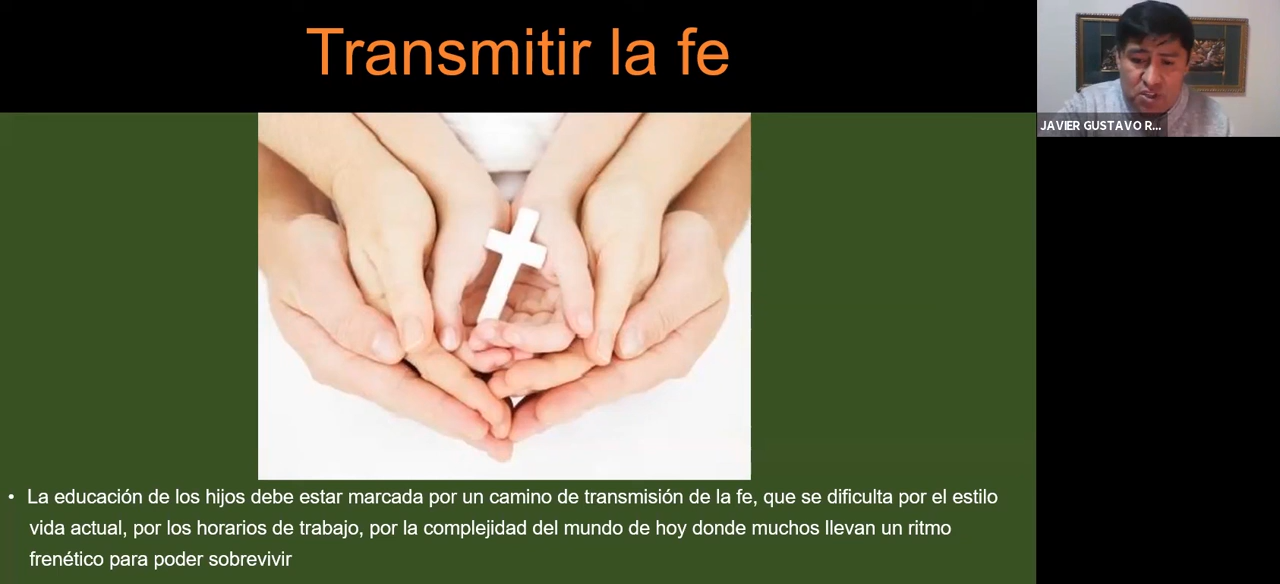 Transmitir la fe
JAVIER GUSTAVO R...
• La educación de los hijos debe estar marcada por un camino de transmisión de la fe, que se dificulta por el estilo
vida actual, por los horarios de trabajo, por la complejidad del mundo de hoy donde muchos llevan un ritmo
frenético para poder sobrevivir